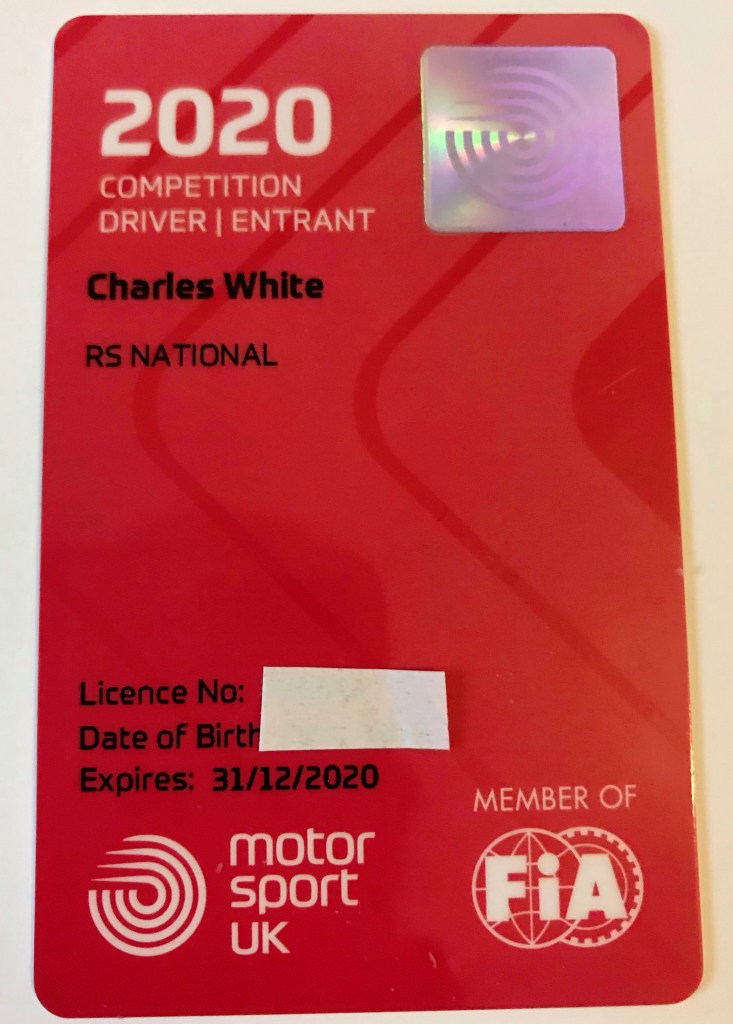 2020
COMPETITION
DRIVER | ENTRANT
Charles White
RS NATIONAL
Licence No:
Date of Birth
Expires: 31/12/2020
motor
sport
UK
MEMBER OF
FiA